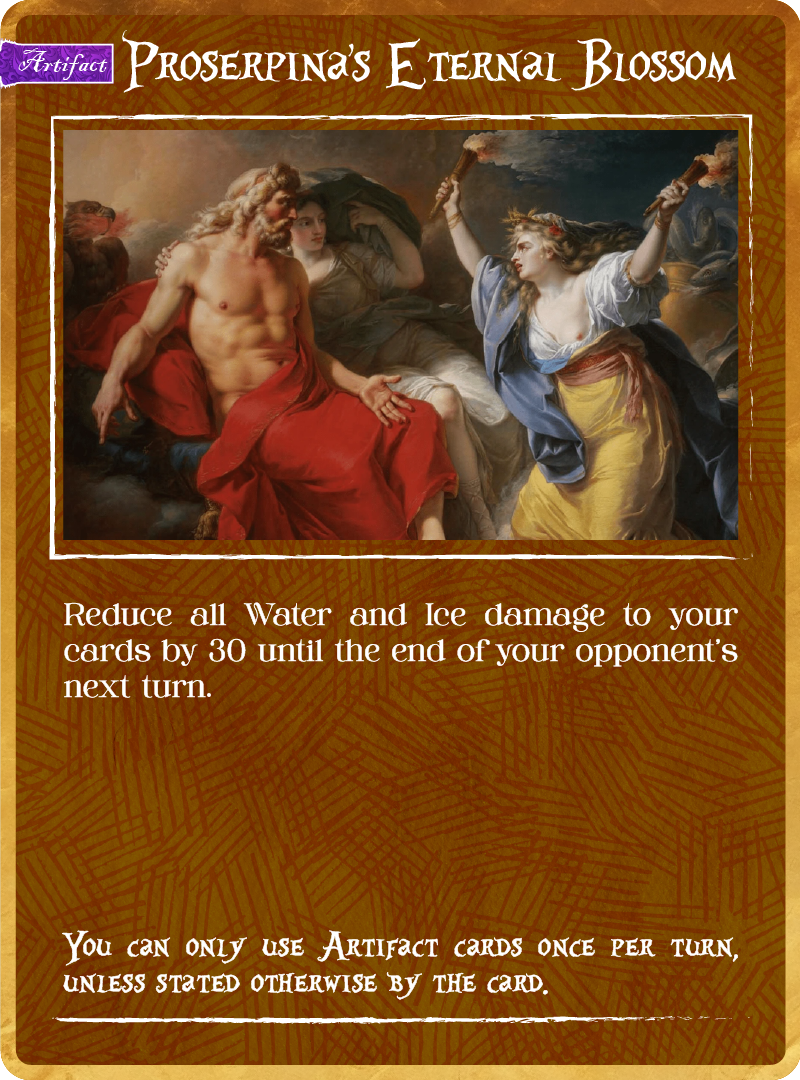 Artifact
Proserpina's Eternal Blossom
Reduce all Water and Ice damage to your
cards by 30 until the end of your opponent's
next turn.
You can only use Artifact cards once per turn,
unless stated otherwise by the card.